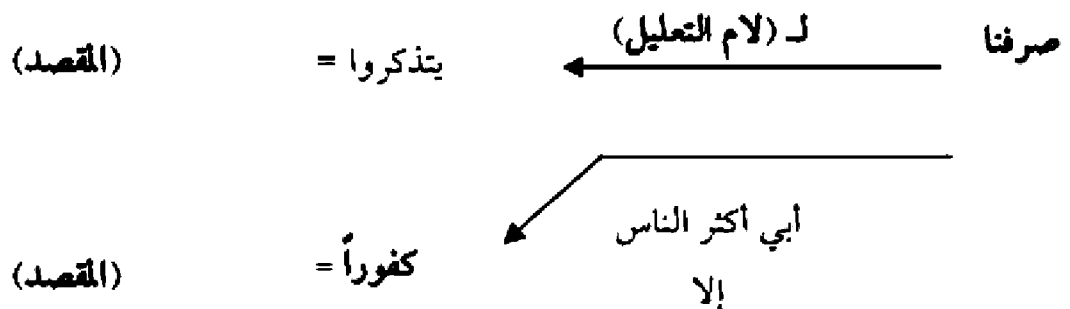 صرفنا لـ (لام التعليل) يتذكروا = (المقصد)
أبي أكثر الناس
إلا
كفوراً = (المقصد)